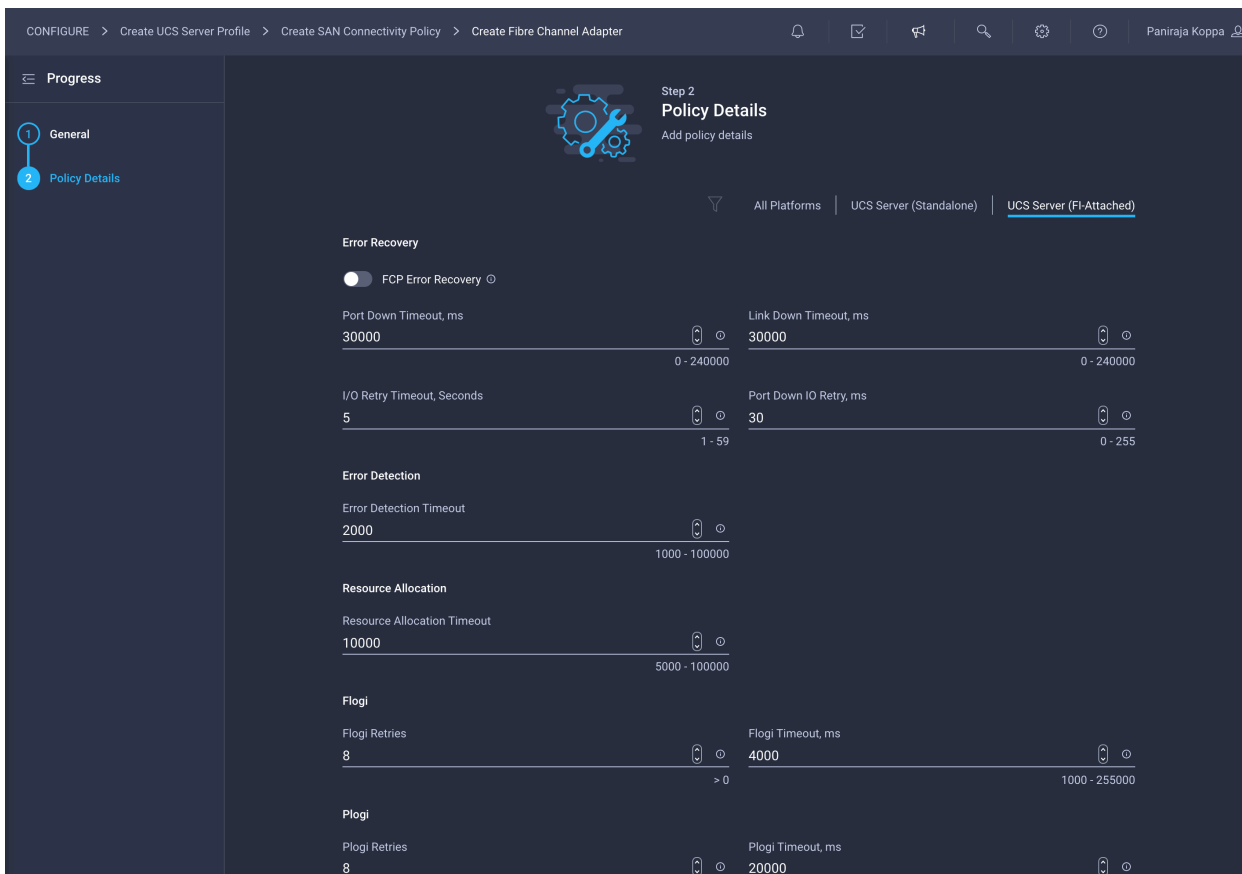 CONFIGURE > Create UCS Server Profile > Create SAN Connectivity Policy > Create Fibre Channel Adapter
Paniraja Koppa
Progress
1 General
2 Policy Details
Step 2
Policy Details
Add policy details
All Platforms | UCS Server (Standalone) | UCS Server (FI-Attached)
Error Recovery
FCP Error Recovery
Port Down Timeout, ms
30000
0 - 240000
Link Down Timeout, ms
30000
0 - 240000
I/O Retry Timeout, Seconds
5
1 - 59
Port Down IO Retry, ms
30
0 - 255
Error Detection
Error Detection Timeout
2000
1000 - 100000
Resource Allocation
Resource Allocation Timeout
10000
5000 - 100000
Flogi
Flogi Retries
8
> 0
Flogi Timeout, ms
4000
1000 - 255000
Plogi
Plogi Retries
8
Plogi Timeout, ms
20000